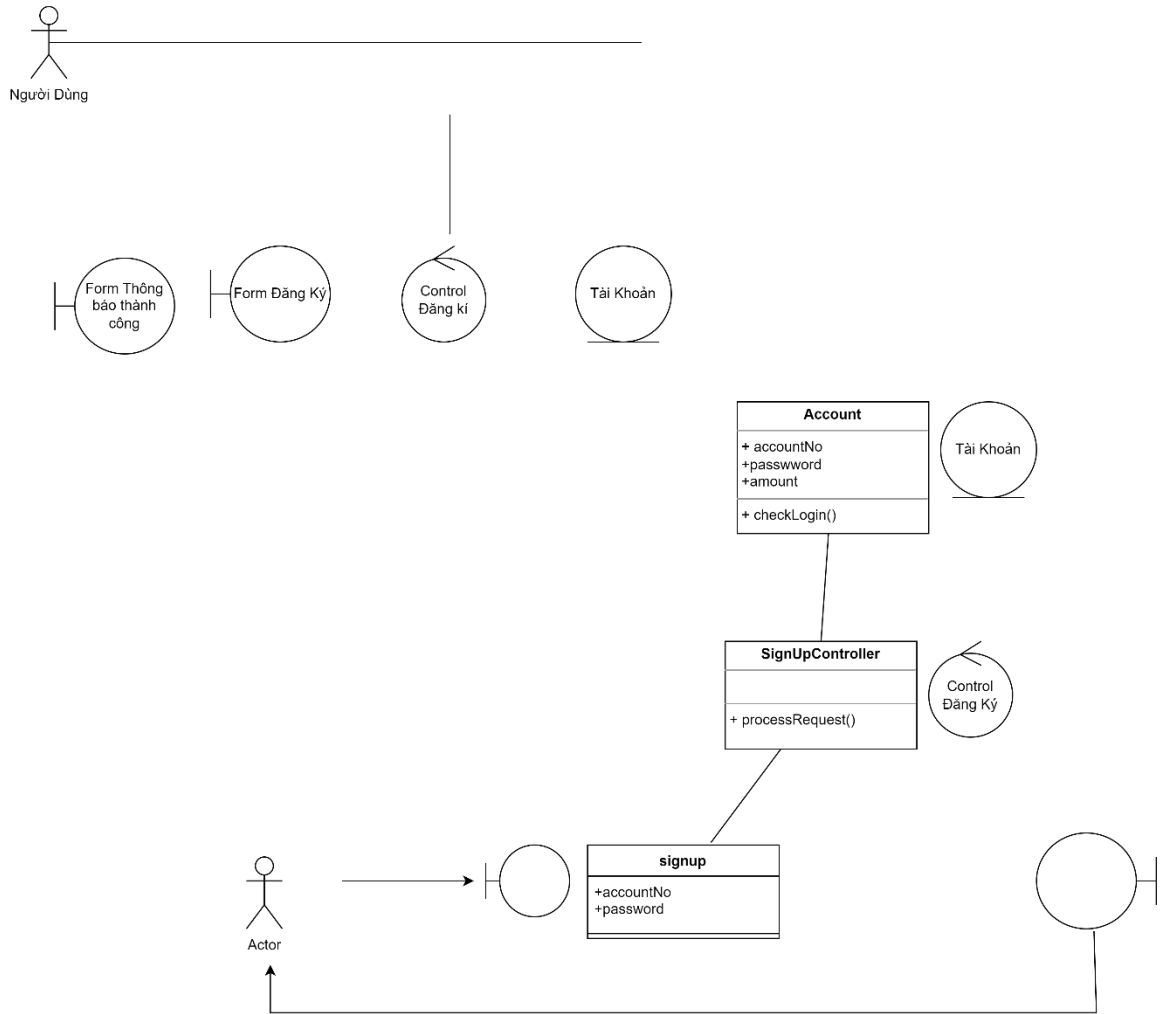 Người Dùng
Form Thông
báo thành
công
Form Đăng Ký
Control
Đăng kí
Tài Khoản
Account
+ accountNo
+passwword
+amount
+ checkLogin()
Tài Khoản
SignUpController
+ processRequest()
Control
Đăng Ký
signup
+accountNo
+password
Actor